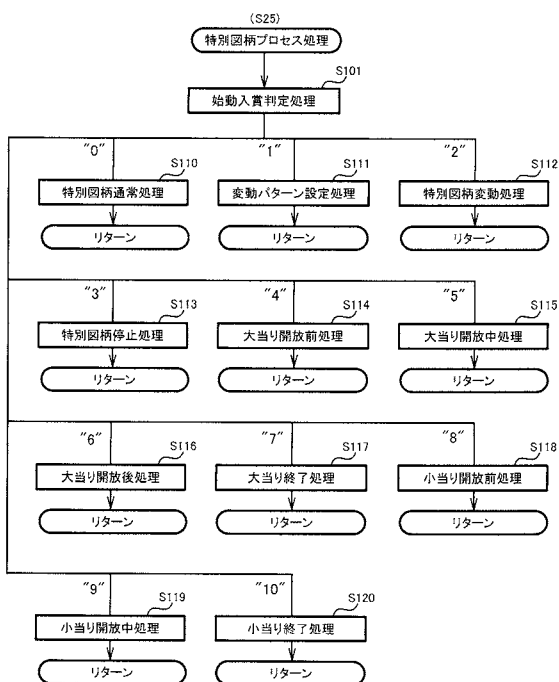 (S25)
特別図柄プロセス処理
S101
始動入賞判定処理
"0"
"1"
"2"
S110
S111
S112
特別図柄通常処理
変動パターン設定処理
特別図柄変動処理
リターン
リターン
リターン
"3"
"4"
"5"
S113
S114
S115
特別図柄停止処理
大当り開放前処理
大当り開放中処理
リターン
リターン
リターン
"6"
"7"
"8"
S116
S117
S118
大当り開放後処理
大当り終了処理
小当り開放前処理
リターン
リターン
リターン
"9"
"10"
S119
S120
小当り開放中処理
小当り終了処理
リターン
リターン